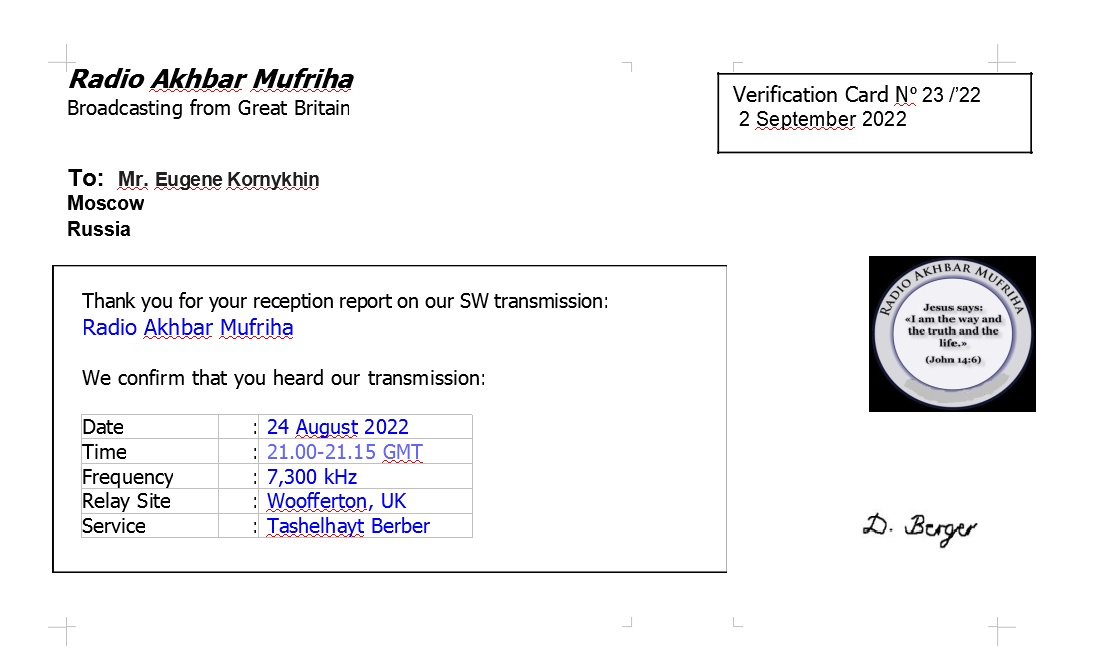 Radio Akhbar Mufriha
Broadcasting from Great Britain
Verification Card Nº 23 /’22
2 September 2022
To: Mr. Eugene Kornykhin
Moscow
Russia
Thank you for your reception report on our SW transmission:
Radio Akhbar Mufriha
We confirm that you heard our transmission:
Date : 24 August 2022
Time : 21.00-21.15 GMT
Frequency : 7,300 kHz
Relay Site : Woofferton, UK
Service : Tashelhayt Berber
RADIO AKHBAR MUFRIHA
Jesus says:
«I am the way and
the truth and the
life.»
(John 14:6)
D. Berger